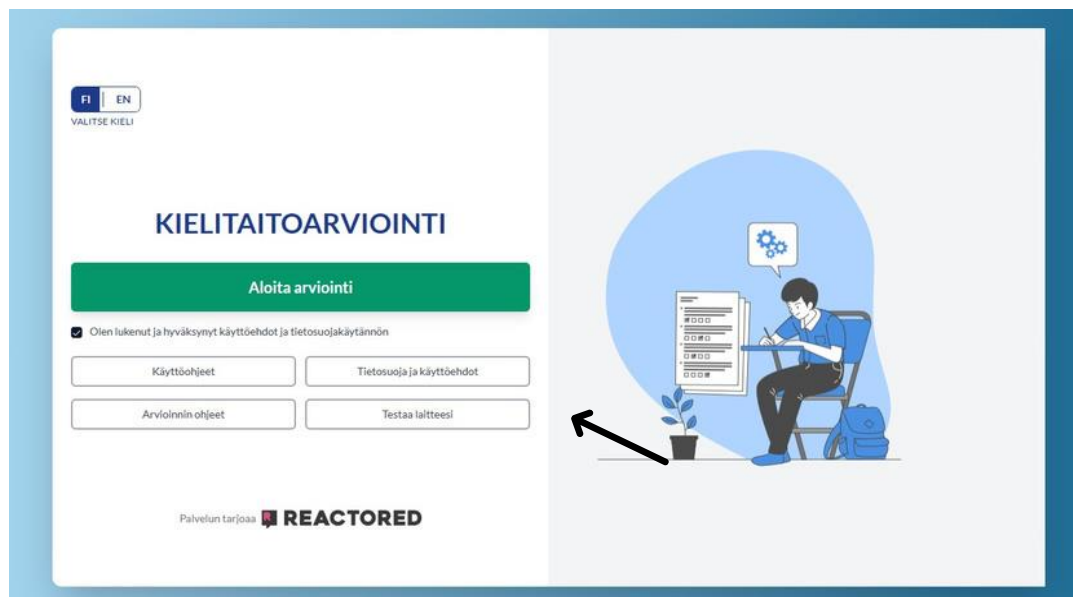 FI | EN
VALITSE KIELI
KIELITAITOARVIOINTI
Aloita arviointi
Olen lukenut ja hyväksynyt käyttöehdot ja tietosuojakäytännön
Käyttöohjeet
Tietosuoja ja käyttöehdot
Arvioinnin ohjeet
Testaa laitteesi
Palvelun tarjoaa REACTORED